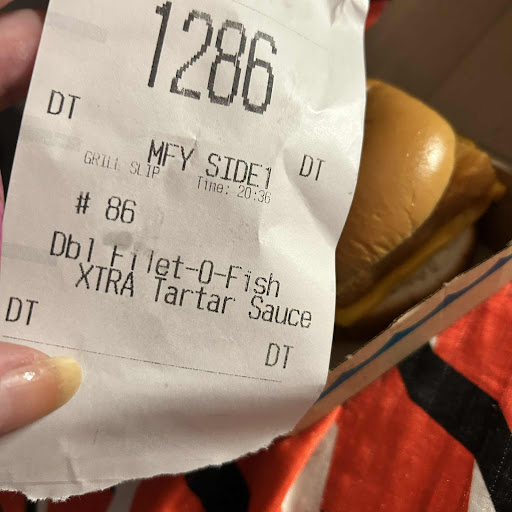 1286
DT
MFY SIDE1 DT
GRILL SLIP Time: 20:36
# 86
Dbl Filet-O-Fish
XTRA Tartar Sauce
DT
DT